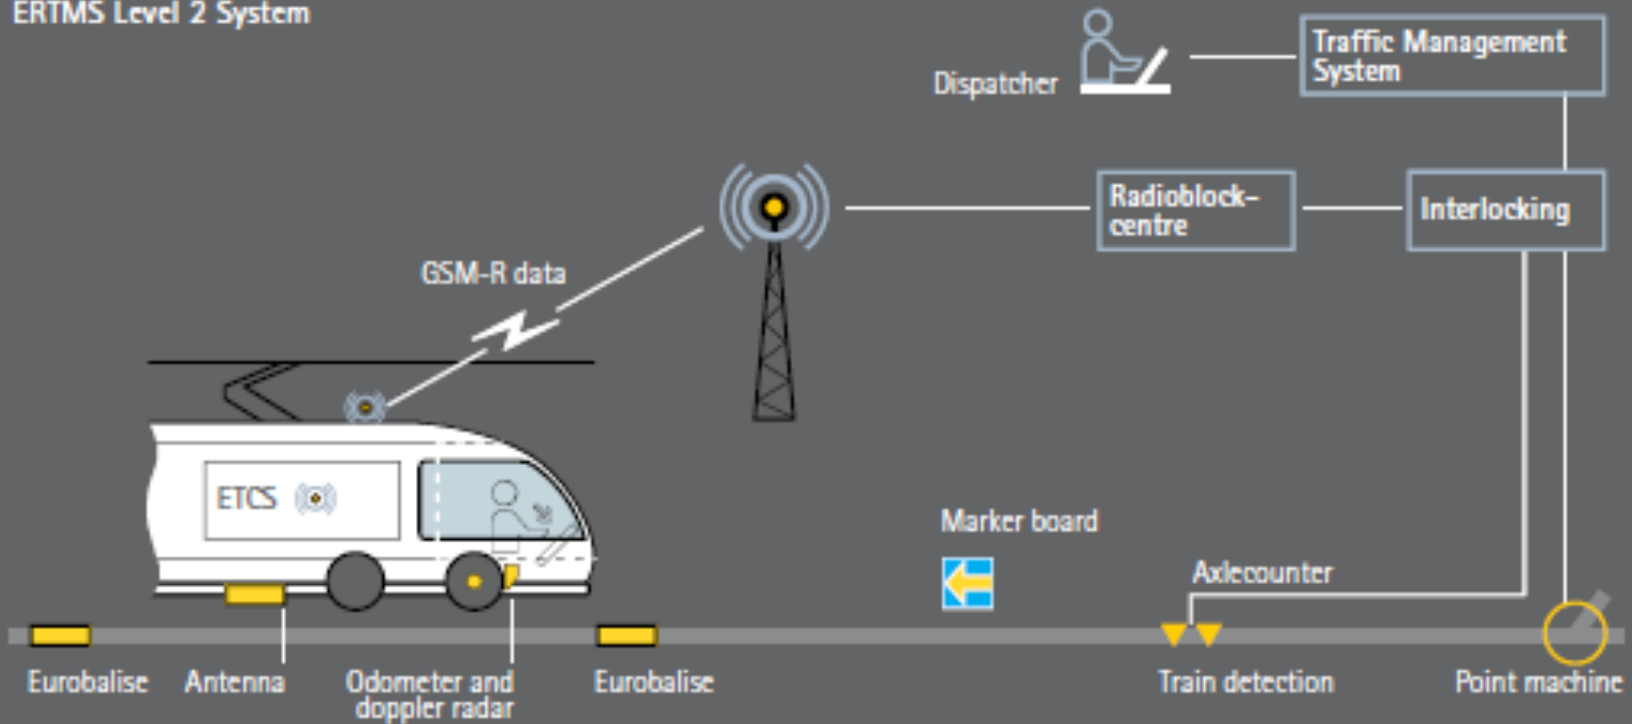 ERTMS Level 2 System
Dispatcher
Traffic Management
System
Radioblock-
centre
Interlocking
GSM-R data
ETCS
Marker board
Axlecounter
Eurobalise
Antenna
Odometer and
doppler radar
Eurobalise
Train detection
Point machine